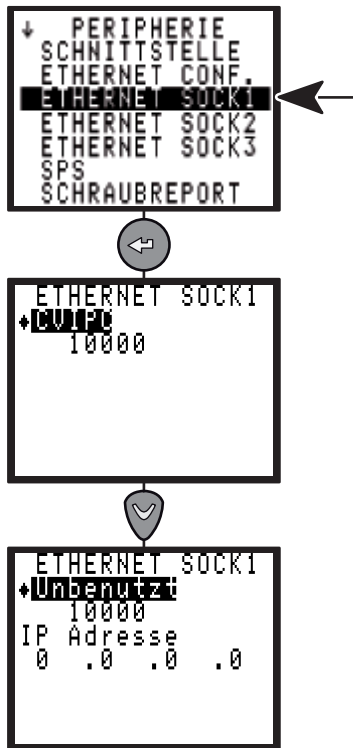 PERIPHERIE
SCHNITTSTELLE
ETHERNET CONF.
ETHERNET SOCK1
ETHERNET SOCK2
ETHERNET SOCK3
SPS
SCHRAUBREPORT
ETHERNET SOCK1
CVIPC
10000
ETHERNET SOCK1
Unbenutzt
10000
IP Adresse
0 .0 .0 .0